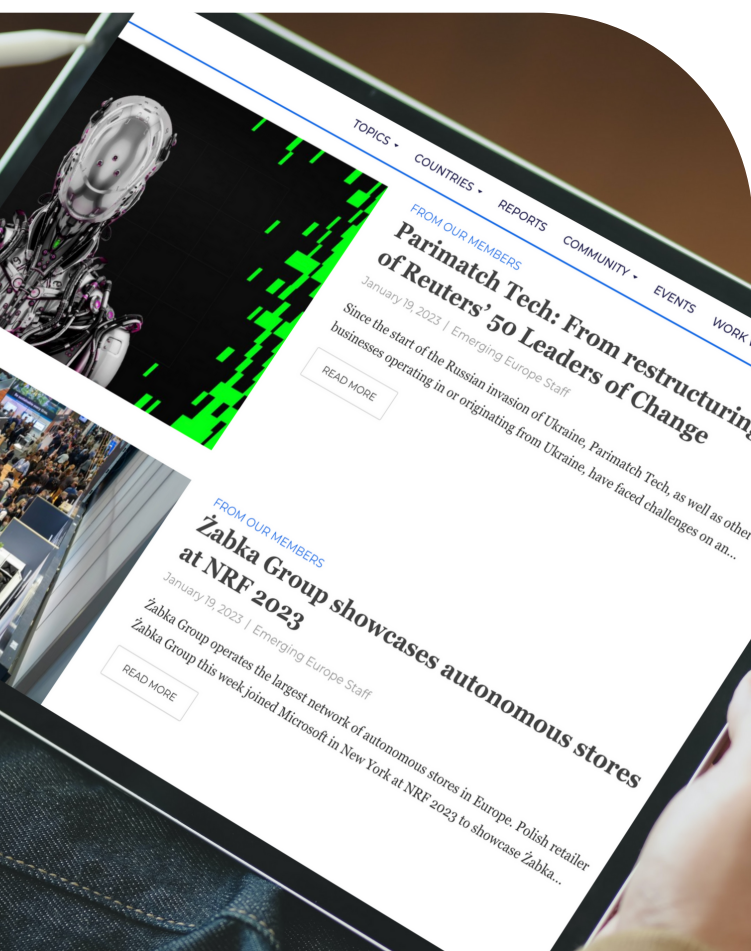 TOPICS
COUNTRIES
REPORTS
COMMUNITY
EVENTS
WORK
FROM OUR MEMBERS
Parimatch Tech: From restructuring
of Reuters' 50 Leaders of Change
January 19, 2023 | Emerging Europe Staff
Since the start of the Russian invasion of Ukraine, Parimatch Tech, as well as other
businesses operating in or originating from Ukraine, have faced challenges on an...
READ MORE
FROM OUR MEMBERS
Żabka Group showcases autonomous stores
at NRF 2023
January 19, 2023 | Emerging Europe Staff
Żabka Group operates the largest network of autonomous stores in Europe. Polish retailer
Żabka Group this week joined Microsoft in New York at NRF 2023 to showcase Żabka...
READ MORE